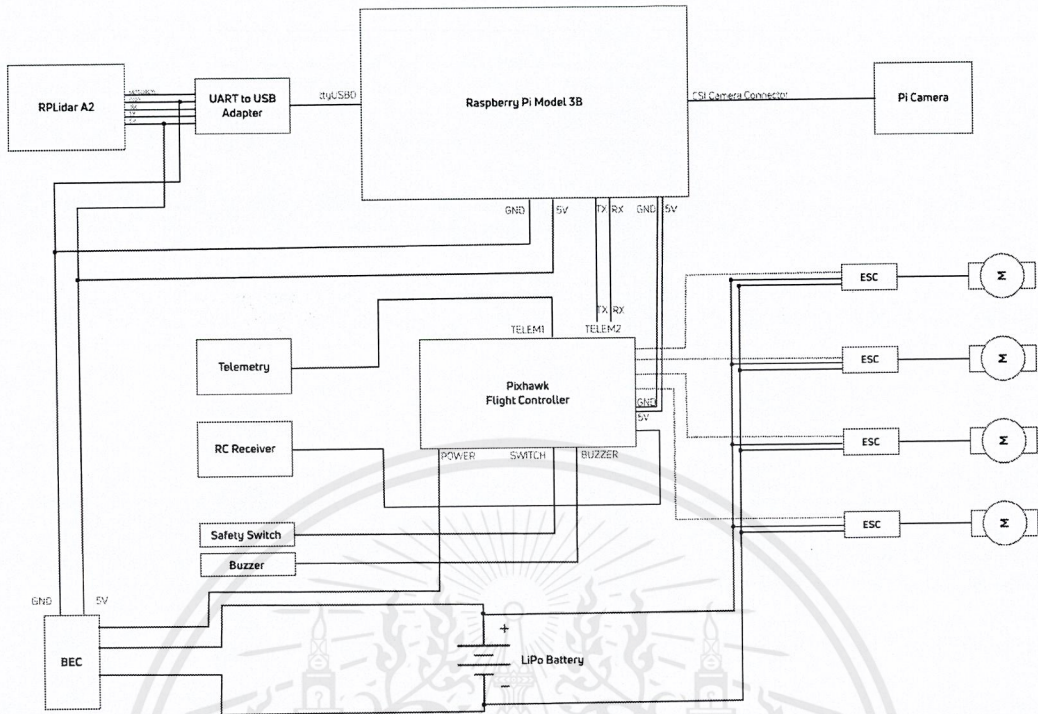 RPLidar A2
UART to USB
Adapter
ttyUSB0
Raspberry Pi Model 3B
CSI Camera Connector
Pi Camera
GND
5V
TX
RX
GND
5V
TX
RX
TELEM1
TELEM2
ESC
M
Telemetry
Pixhawk
Flight Controller
GND
5V
ESC
M
RC Receiver
POWER
SWITCH
BUZZER
ESC
M
Safety Switch
Buzzer
ESC
M
GND
5V
BEC
+
LiPo Battery
−